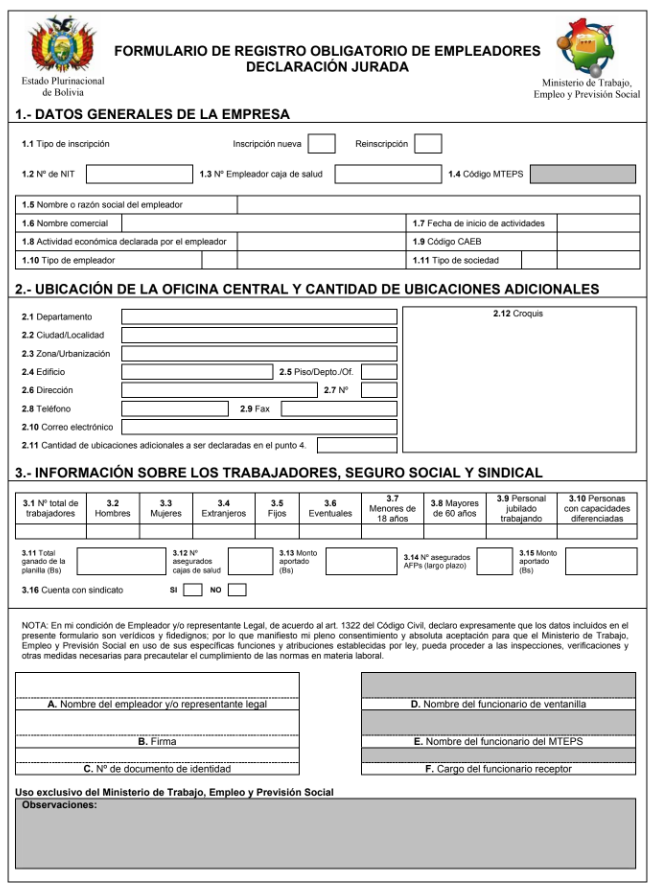 FORMULARIO DE REGISTRO OBLIGATORIO DE EMPLEADORES
DECLARACIÓN JURADA
Estado Plurinacional
de Bolivia
Ministerio de Trabajo,
Empleo y Previsión Social
1.- DATOS GENERALES DE LA EMPRESA
1.1 Tipo de inscripción Inscripción nueva Reinscripción
1.2 Nº de NIT 1.3 Nº Empleador caja de salud 1.4 Código MTEPS
1.5 Nombre o razón social del empleador
1.6 Nombre comercial 1.7 Fecha de inicio de actividades
1.8 Actividad económica declarada por el empleador 1.9 Código CAEB
1.10 Tipo de empleador 1.11 Tipo de sociedad
2.- UBICACIÓN DE LA OFICINA CENTRAL Y CANTIDAD DE UBICACIONES ADICIONALES
2.1 Departamento 2.12 Croquis
2.2 Ciudad/Localidad
2.3 Zona/Urbanización
2.4 Edificio 2.5 Piso/Depto./Of.
2.6 Dirección 2.7 Nº
2.8 Teléfono 2.9 Fax
2.10 Correo electrónico
2.11 Cantidad de ubicaciones adicionales a ser declaradas en el punto 4.
3.- INFORMACIÓN SOBRE LOS TRABAJADORES, SEGURO SOCIAL Y SINDICAL
3.1 Nº total de
trabajadores
3.2
Hombres
3.3
Mujeres
3.4
Extranjeros
3.5
Fijos
3.6
Eventuales
3.7
Menores de
18 años
3.8 Mayores
de 60 años
3.9 Personal
jubilado
trabajando
3.10 Personas
con capacidades
diferenciadas
3.11 Total
ganado de la
planilla (Bs)
3.12 Nº
asegurados
cajas de salud
3.13 Monto
aportado
(Bs)
3.14 Nº asegurados
AFPs (largo plazo)
3.15 Monto
aportado
(Bs)
3.16 Cuenta con sindicato SI NO
NOTA: En mi condición de Empleador y/o representante Legal, de acuerdo al art. 1322 del Código Civil, declaro expresamente que los datos incluidos en el
presente formulario son verídicos y fidedignos; por lo que manifiesto mi pleno consentimiento y absoluta aceptación para que el Ministerio de Trabajo,
Empleo y Previsión Social en uso de sus específicas funciones y atribuciones establecidas por ley, pueda proceder a las inspecciones, verificaciones y
otras medidas necesarias para precautelar el cumplimiento de las normas en materia laboral.
A. Nombre del empleador y/o representante legal
B. Firma
C. Nº de documento de identidad
D. Nombre del funcionario de ventanilla
E. Nombre del funcionario del MTEPS
F. Cargo del funcionario receptor
Uso exclusivo del Ministerio de Trabajo, Empleo y Previsión Social
Observaciones: